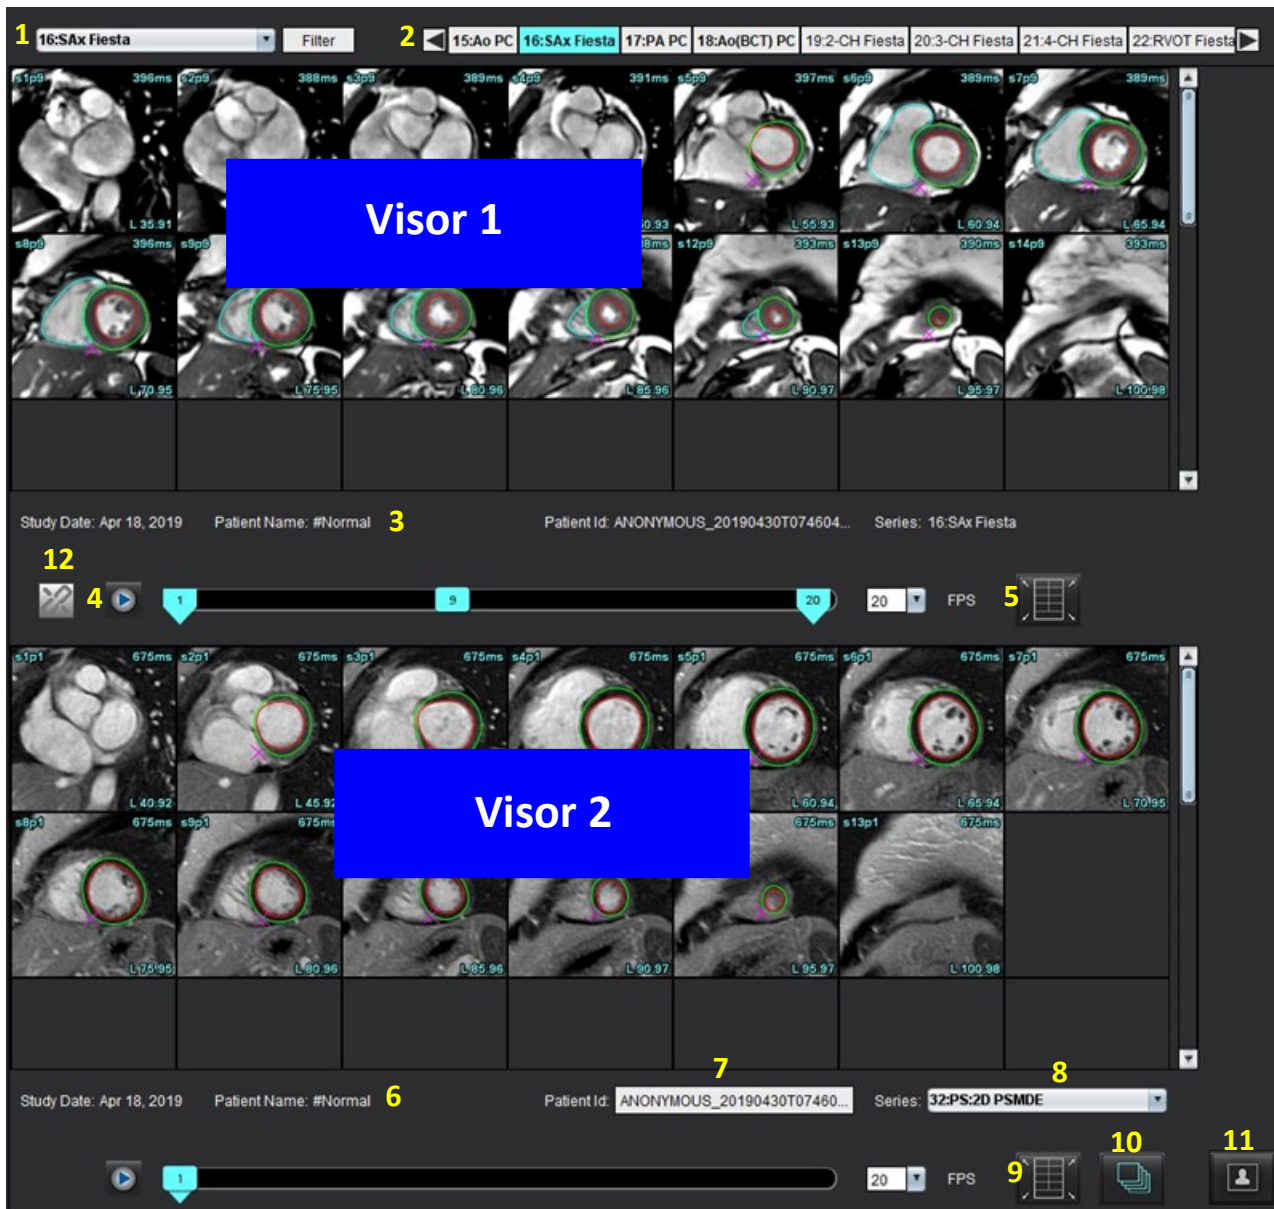 1 16:SAx Fiesta Filter 2 15:Ao PC 16:SAx Fiesta 17:PA PC 18:Ao(BCT) PC 19:2-CH Fiesta 20:3-CH Fiesta 21:4-CH Fiesta 22:RVOT Fiesta
s1p9 396ms s2p9 388ms s3p9 389ms s4p9 391ms s5p9 397ms s6p9 389ms s7p9 389ms
Visor 1
L 35.91 L 55.93 L 60.94 L 65.94
s8p9 396ms s9p9 s12p9 393ms s13p9 390ms s14p9 393ms
L 70.95 L 75.95 L 80.96 L 85.96 L 90.97 L 95.97 L 100.98
Study Date: Apr 18, 2019 Patient Name: #Normal 3 Patient Id: ANONYMOUS_20190430T074604... Series: 16:SAx Fiesta
12
4 1 9 20 20 FPS 5
s1p1 675ms s2p1 675ms s3p1 675ms s4p1 675ms s5p1 675ms s6p1 675ms s7p1 675ms
Visor 2
L 40.92 L 45.92 L 60.94 L 65.94 L 70.95
s8p1 675ms s9p1 675ms 675ms s13p1 675ms
L 75.95 L 80.96 L 85.96 L 90.97 L 95.97 L 100.98
7 8
Study Date: Apr 18, 2019 Patient Name: #Normal 6 Patient Id: ANONYMOUS_20190430T07460... Series: 32:PS:2D PSMDE
10 11
1 20 FPS 9